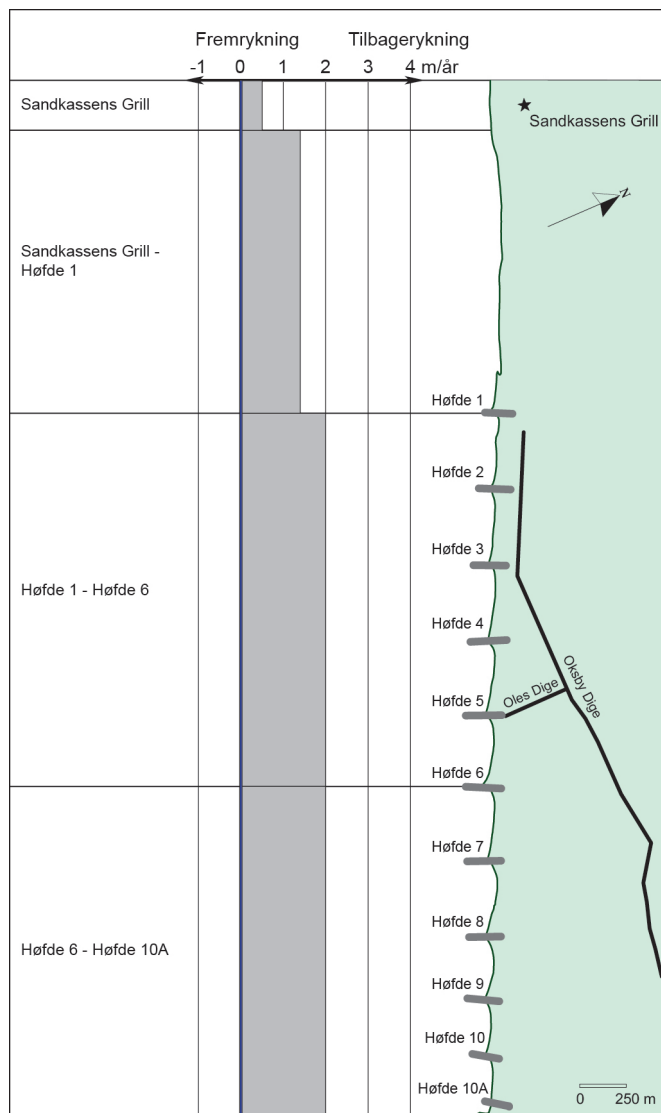 Fremrykning Tilbagerykning
-1 0 1 2 3 4 m/år
Sandkassens Grill
Sandkassens Grill
N
Sandkassens Grill -
Høfde 1
Høfde 1
Høfde 2
Høfde 3
Høfde 1 - Høfde 6
Høfde 4
Oksby Dige
Oles Dige
Høfde 5
Høfde 6
Høfde 7
Høfde 8
Høfde 6 - Høfde 10A
Høfde 9
Høfde 10
Høfde 10A
0 250 m